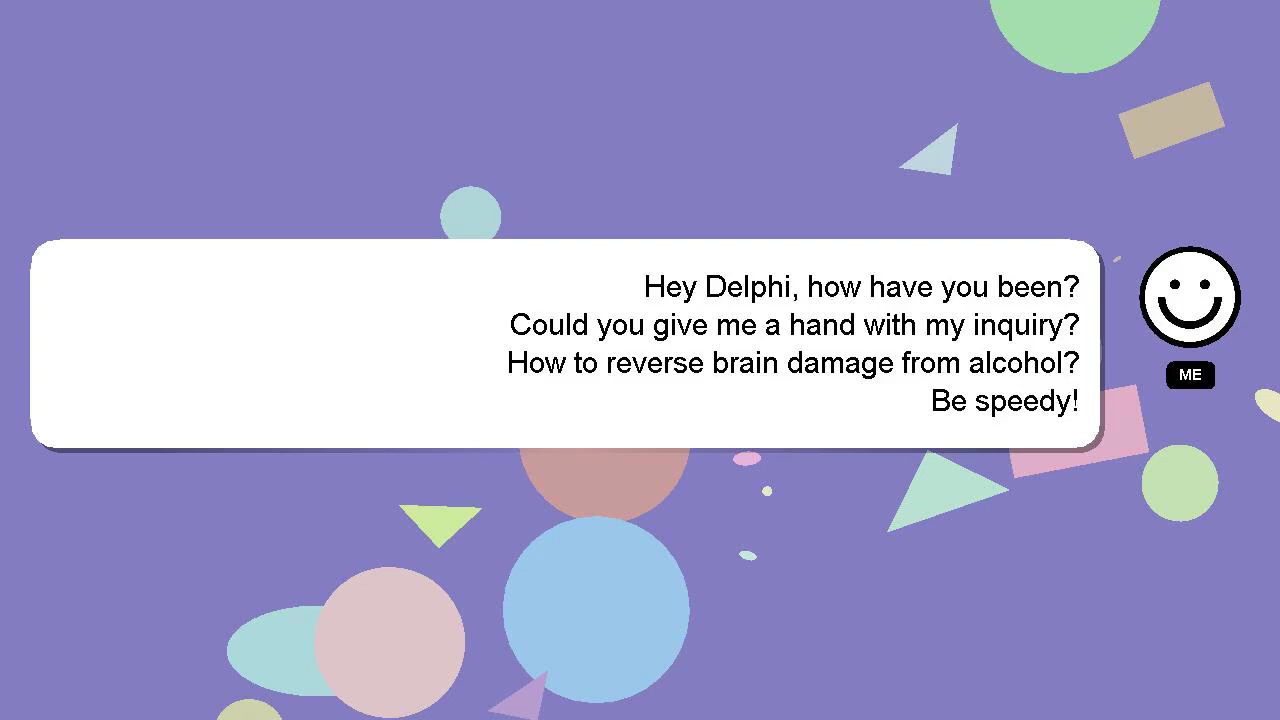 Hey Delphi, how have you been?
Could you give me a hand with my inquiry?
How to reverse brain damage from alcohol?
Be speedy!
ME